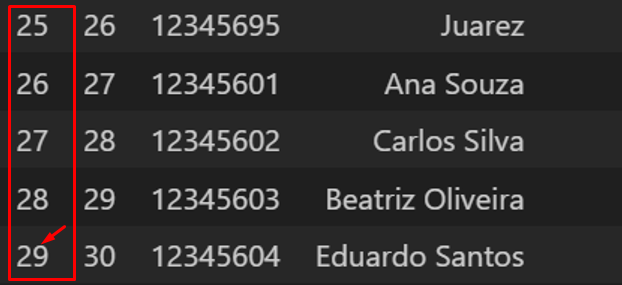 25 26 12345695 Juarez
26 27 12345601 Ana Souza
27 28 12345602 Carlos Silva
28 29 12345603 Beatriz Oliveira
29 30 12345604 Eduardo Santos